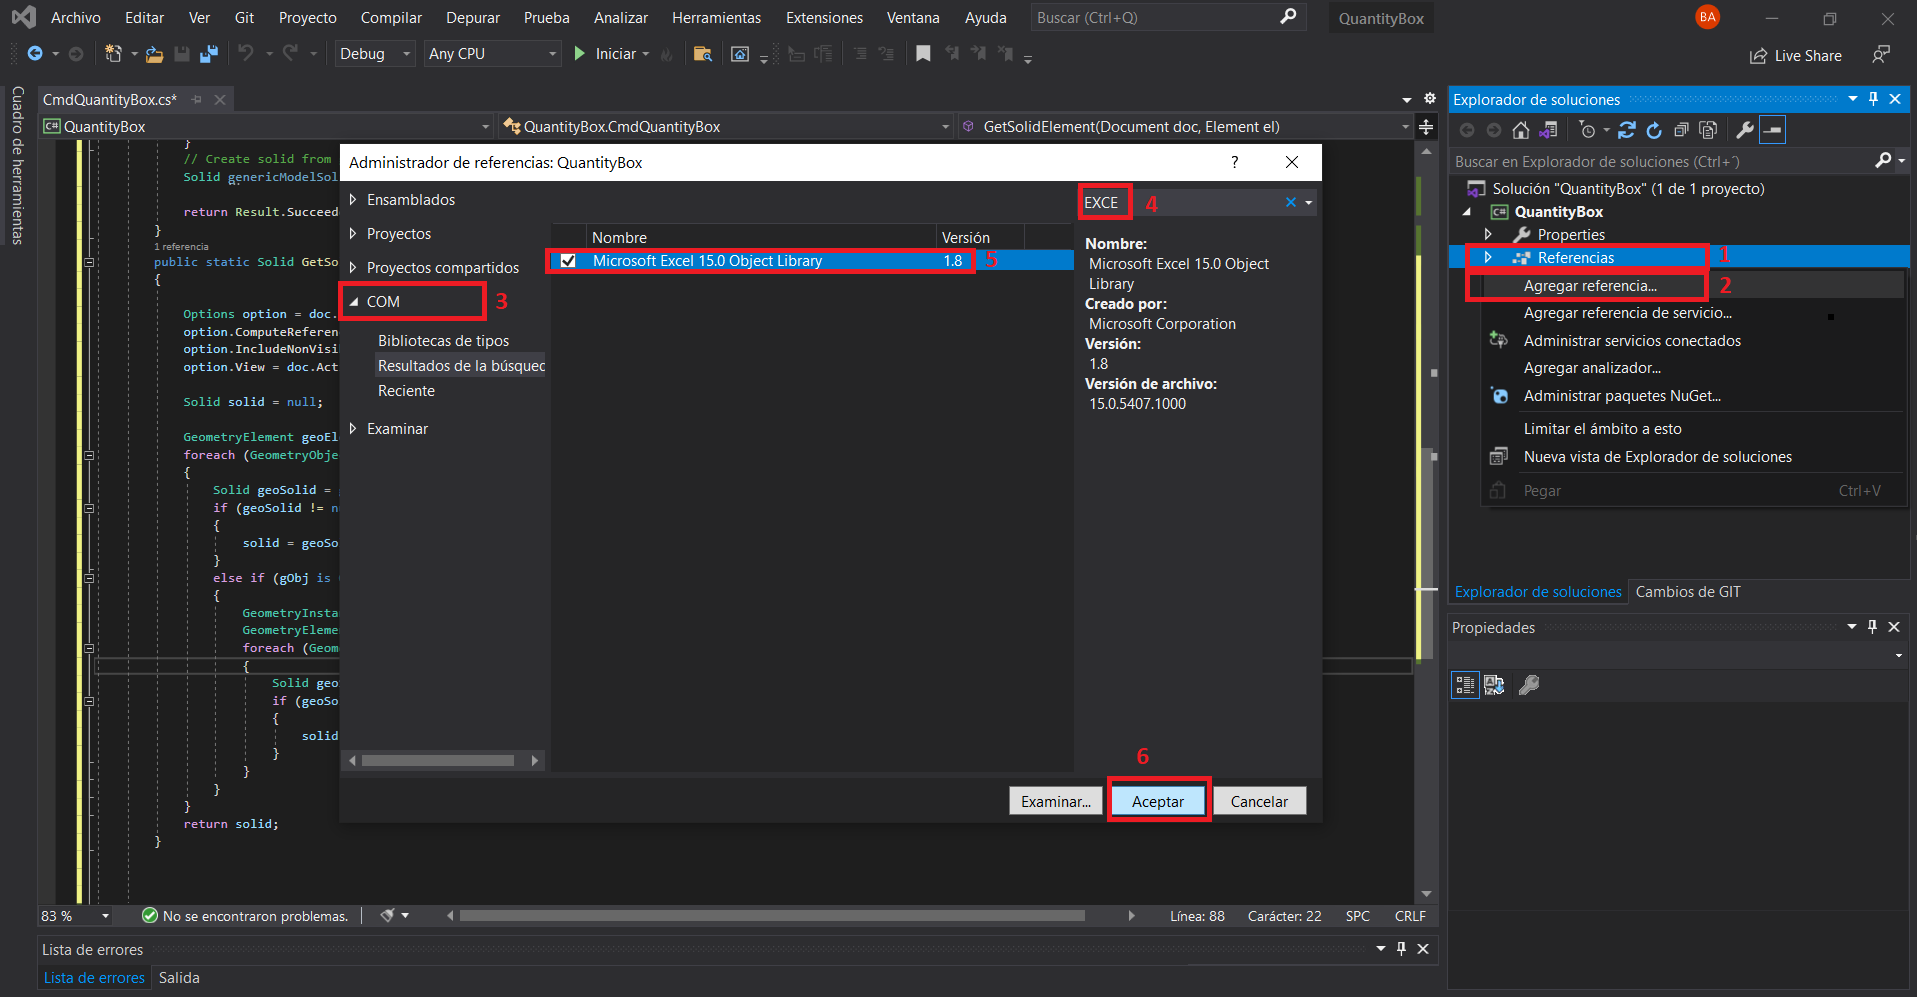 Archivo Editar Ver Git Proyecto Compilar Depurar Prueba Analizar Herramientas Extensiones Ventana Ayuda Buscar (Ctrl+Q) QuantityBox BA
Debug Any CPU Iniciar Live Share
Cuadro de herramientas
CmdQuantityBox.cs*
C# QuantityBox QuantityBox.CmdQuantityBox GetSolidElement(Document doc, Element el)
}
// Create solid from
Solid genericModelSol
return Result.Succeed
}
1 referencia
public static Solid GetSo
{
Options option = doc.
option.ComputeReferen
option.IncludeNonVisi
option.View = doc.Act
Solid solid = null;
GeometryElement geoEl
foreach (GeometryObje
{
Solid geoSolid =
if (geoSolid != n
{
solid = geoSo
}
else if (gObj is
{
GeometryInsta
GeometryEleme
foreach (Geom
{
Solid geo
if (geoSo
{
solid
}
}
}
}
return solid;
}
Administrador de referencias: QuantityBox ?
Ensamblados
Proyectos
Proyectos compartidos
COM 3
Bibliotecas de tipos
Resultados de la búsquec
Reciente
Examinar
Nombre Versión
Microsoft Excel 15.0 Object Library 1.8 5
EXCE 4
Nombre:
Microsoft Excel 15.0 Object
Library
Creado por:
Microsoft Corporation
Versión:
1.8
Versión de archivo:
15.0.5407.1000
6
Examinar... Aceptar Cancelar
83 % No se encontraron problemas. Línea: 88 Carácter: 22 SPC CRLF
Lista de errores
Lista de errores Salida
Explorador de soluciones
Buscar en Explorador de soluciones (Ctrl+´)
Solución "QuantityBox" (1 de 1 proyecto)
C# QuantityBox
Properties
Referencias 1
Agregar referencia... 2
Agregar referencia de servicio...
Administrar servicios conectados
Agregar analizador...
Administrar paquetes NuGet...
Limitar el ámbito a esto
Nueva vista de Explorador de soluciones
Pegar Ctrl+V
Explorador de soluciones Cambios de GIT
Propiedades